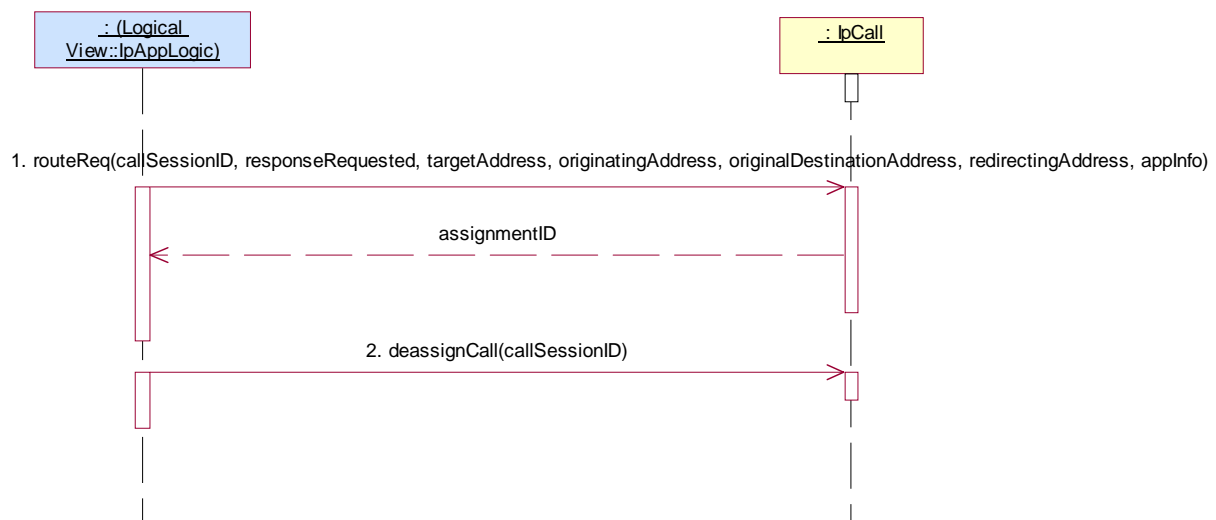 : (Logical
View::IpAppLogic)
: IpCall
1. routeReq(callSessionID, responseRequested, targetAddress, originatingAddress, originalDestinationAddress, redirectingAddress, appInfo)
assignmentID
2. deassignCall(callSessionID)